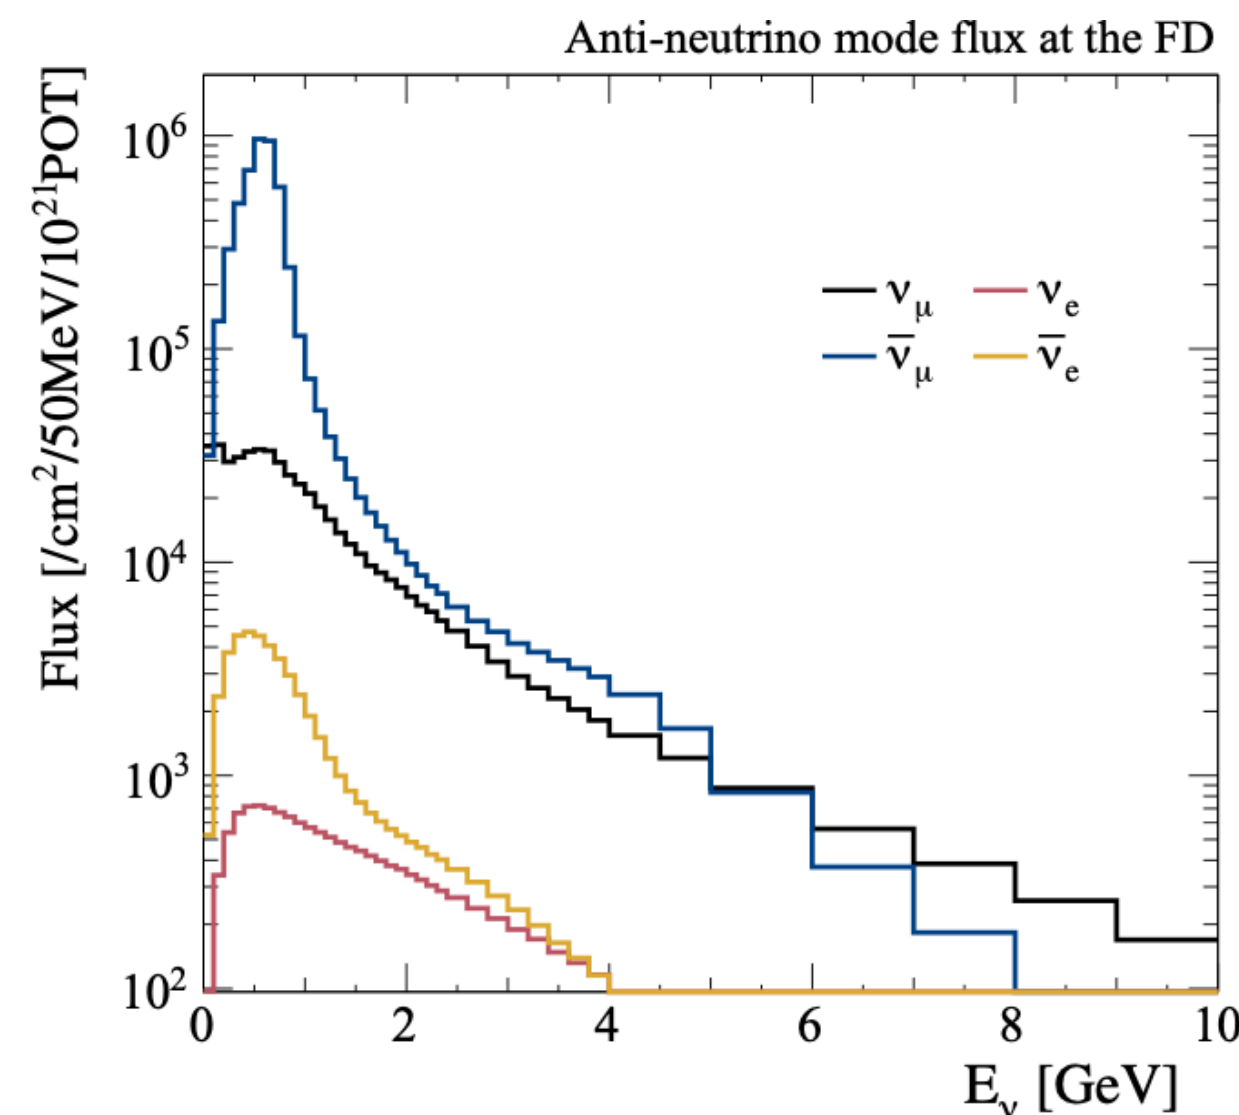 Anti-neutrino mode flux at the FD
Flux [/cm²/50MeV/10²¹POT]
10⁶
10⁵
10⁴
10³
10²
ν_μ ν_e
ν̅_μ ν̅_e
0 2 4 6 8 10
E_ν [GeV]